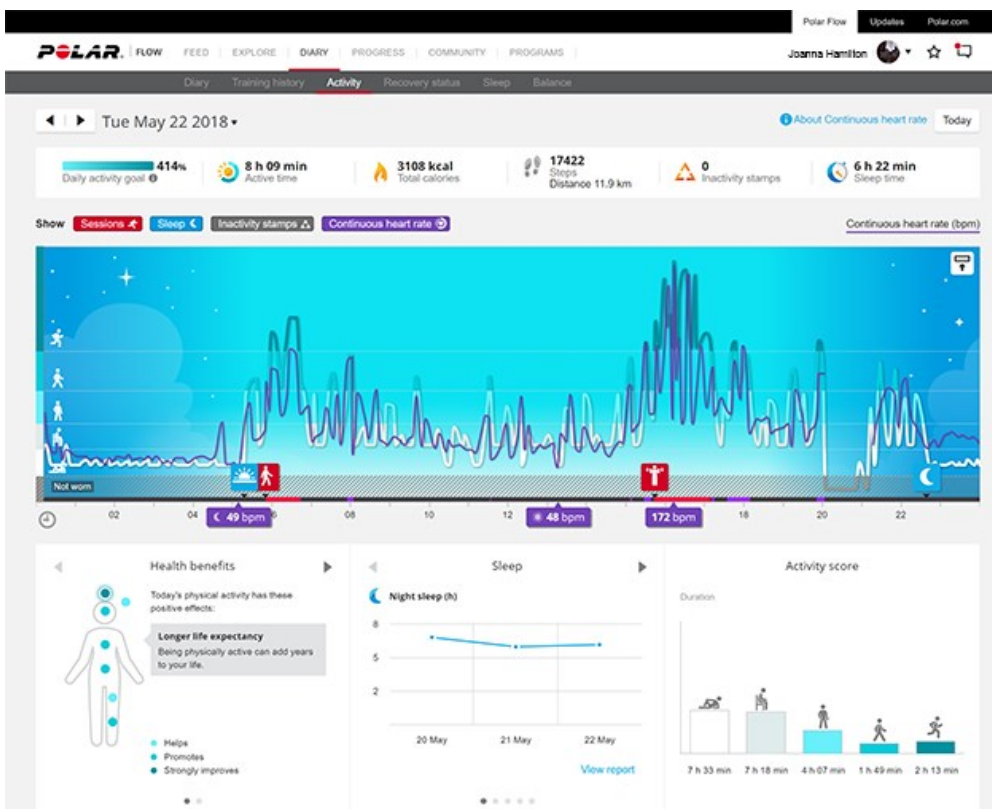 Polar Flow Updates Polar.com
POLAR. FLOW FEED EXPLORE DIARY PROGRESS COMMUNITY PROGRAMS Joanna Hamilton
Diary Training history Activity Recovery status Sleep Balance
Tue May 22 2018 About Continuous heart rate Today
414% 8 h 09 min 3108 kcal 17422 0 6 h 22 min
Daily activity goal Active time Total calories Steps Inactivity stamps Sleep time
Distance 11.9 km
Show Sessions Sleep Inactivity stamps Continuous heart rate Continuous heart rate (bpm)
Not worn
02 04 6 08 10 12 18 20 22
49 bpm 48 bpm 172 bpm
Health benefits Sleep Activity score
Today's physical activity has these
positive effects:
Longer life expectancy
Being physically active can add years
to your life.
Helps
Promotes
Strongly improves
Night sleep (h)
8
5
2
20 May 21 May 22 May
View report
Duration
7 h 33 min 7 h 18 min 4 h 07 min 1 h 49 min 2 h 13 min